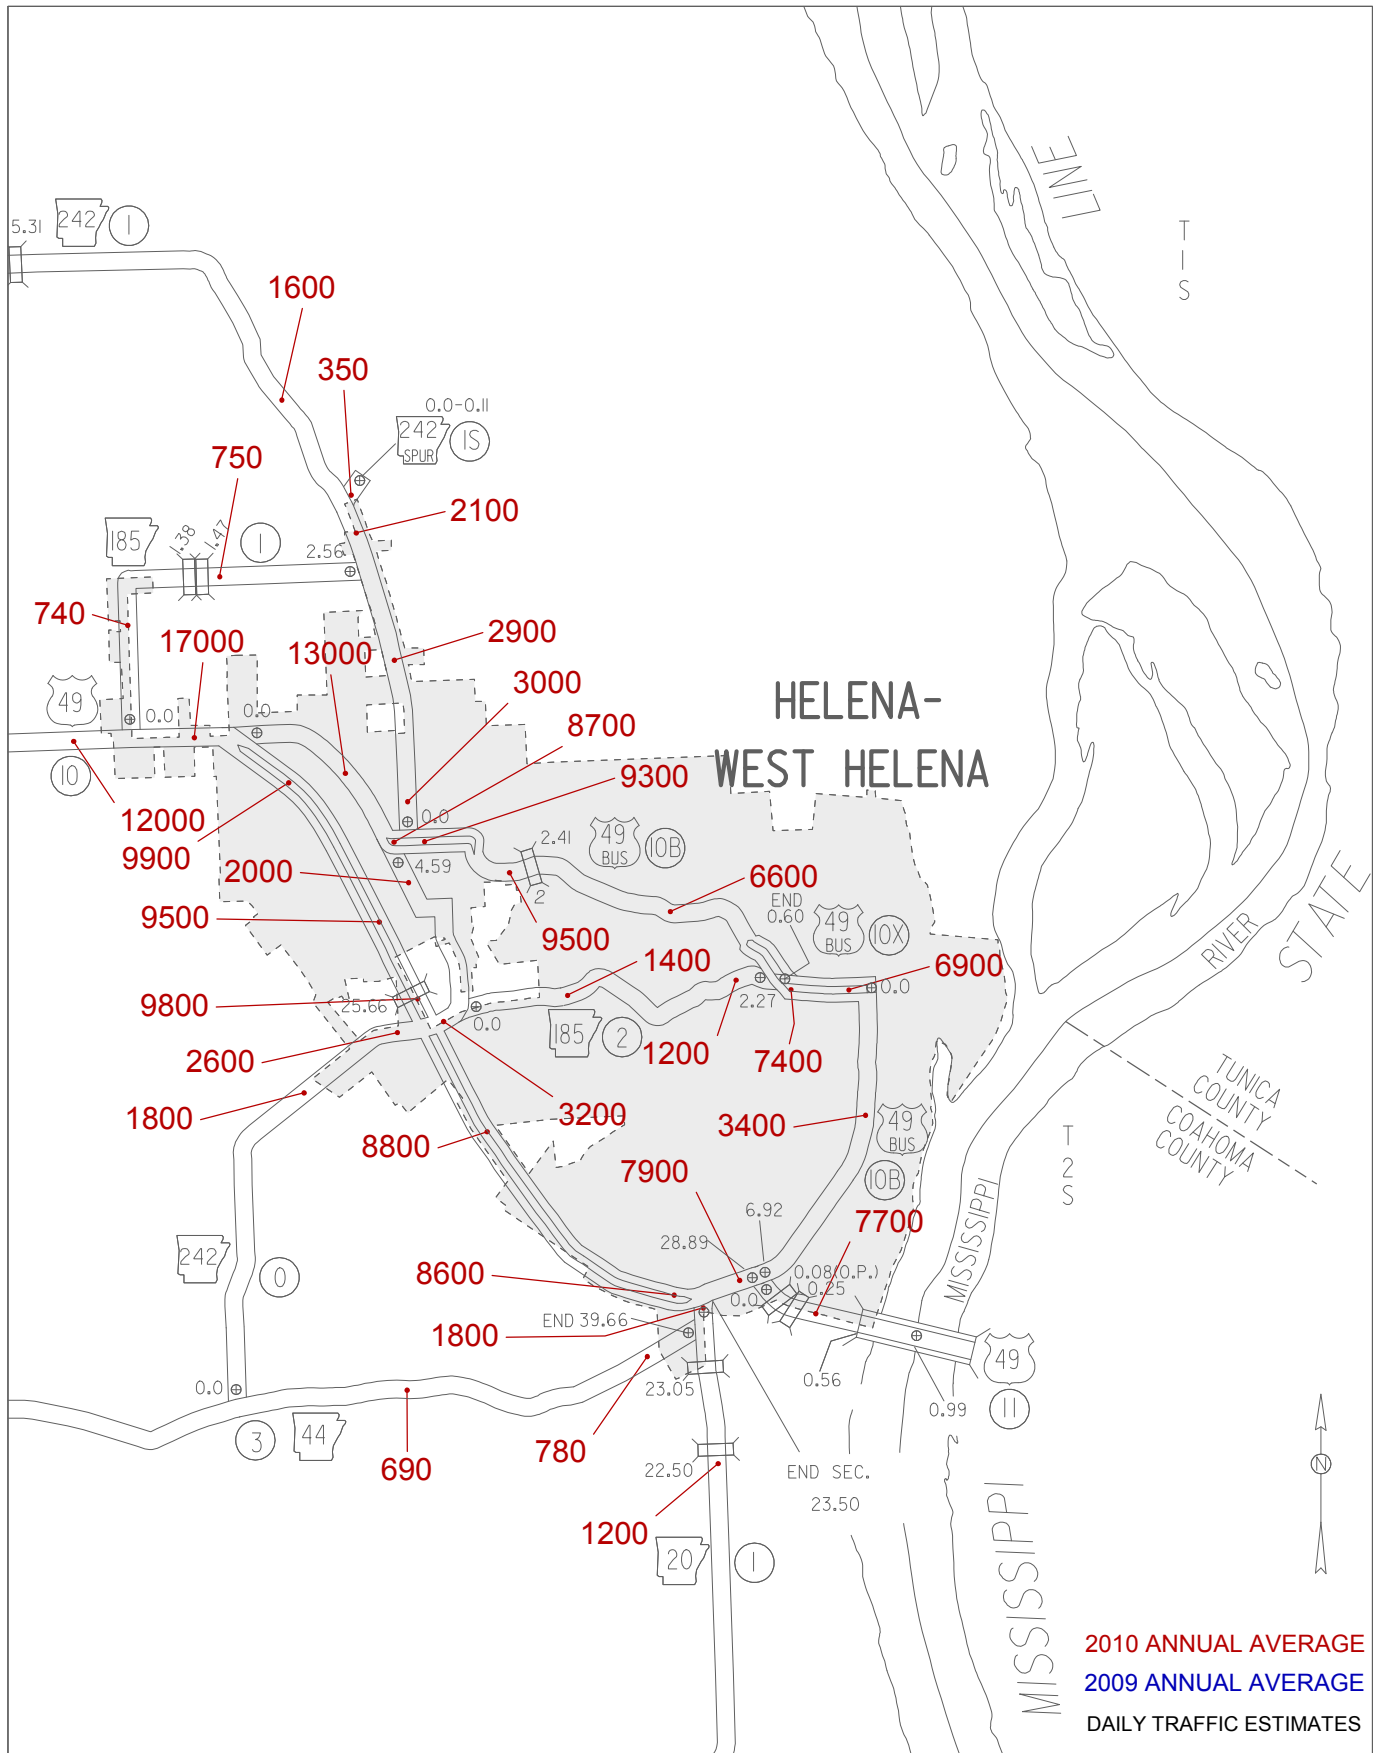 LINE
T
1
S
5.31
242
1
1600
350
0.0-0.11
242
SPUR
1S
750
2100
185
1.38
1.47
1
2.56
740
17000
13000
2900
3000
49
0.0
0.0
8700
HELENA-
WEST HELENA
10
9300
12000
0.0
9900
2.41
49
BUS
10B
4.59
2000
2
6600
END
0.60
49
BUS
10X
9500
9500
1400
6900
RIVER
STATE
9800
25.66
0.0
2.27
0.0
185
2
2600
1200
7400
TUNICA
COUNTY
COAHOMA
COUNTY
1800
3200
3400
49
BUS
T
2
S
8800
7900
10B
6.92
7700
MISSISSIPPI
28.89
242
0
8600
0.08(O.P.)
0.25
0.0
END 39.66
1800
0.56
49
0.0
23.05
0.99
11
3
44
780
690
22.50
END SEC.
23.50
N
1200
20
1
MISSISSIPPI
2010 ANNUAL AVERAGE
2009 ANNUAL AVERAGE
DAILY TRAFFIC ESTIMATES